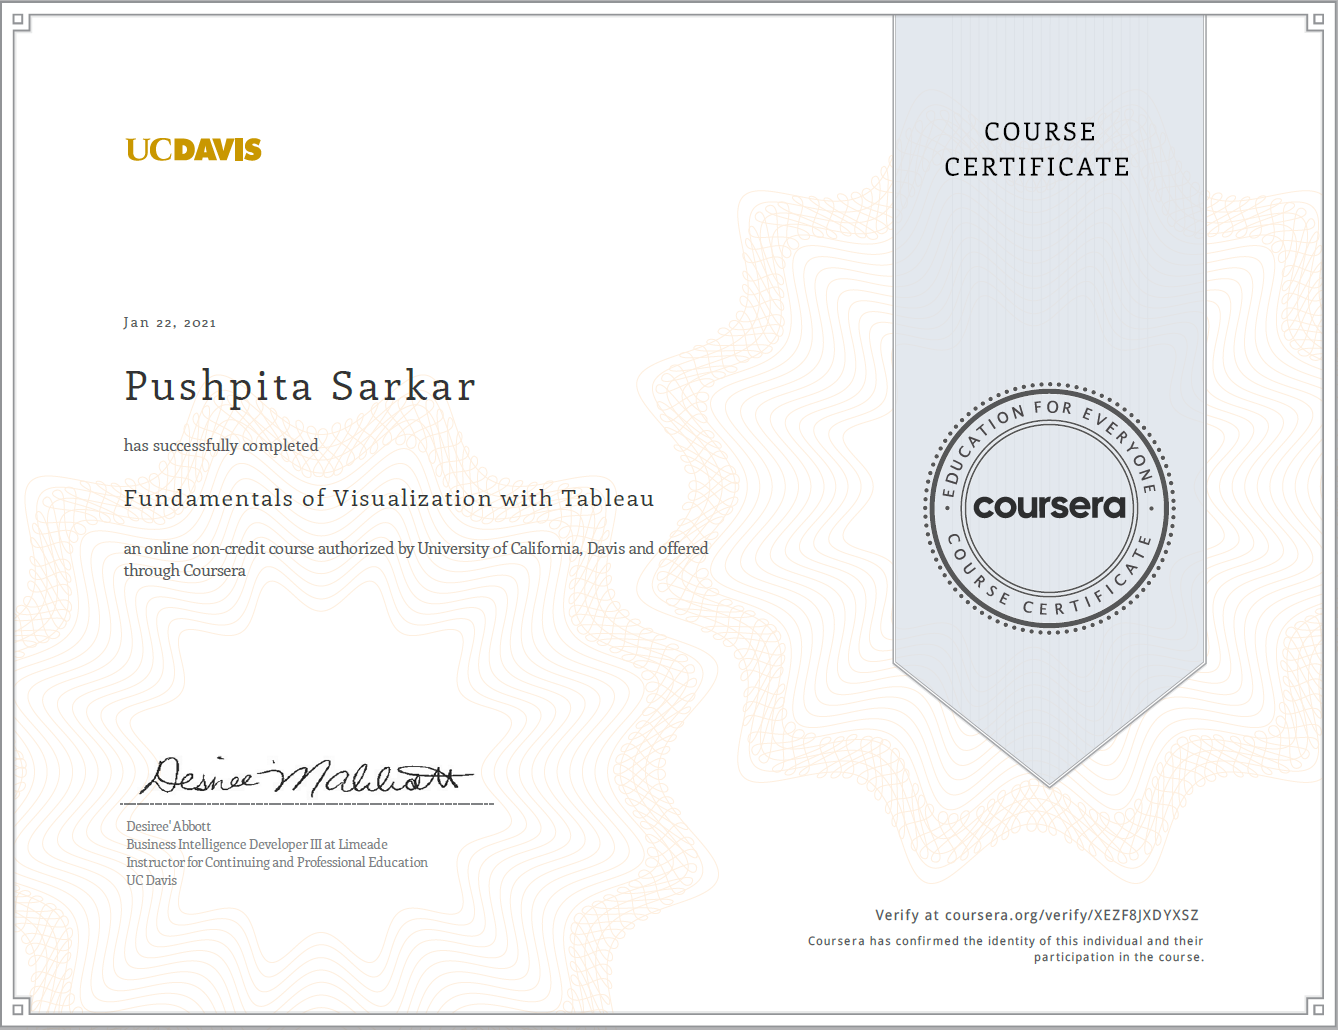 UCDAVIS
COURSE
CERTIFICATE
Jan 22, 2021
Pushpita Sarkar
has successfully completed
Fundamentals of Visualization with Tableau
an online non-credit course authorized by University of California, Davis and offered
through Coursera
EDUCATION FOR EVERYONE
coursera
COURSE CERTIFICATE
Desiree' Abbott
Business Intelligence Developer III at Limeade
Instructor for Continuing and Professional Education
UC Davis
Verify at coursera.org/verify/XEZF8JXDYXSZ
Coursera has confirmed the identity of this individual and their
participation in the course.